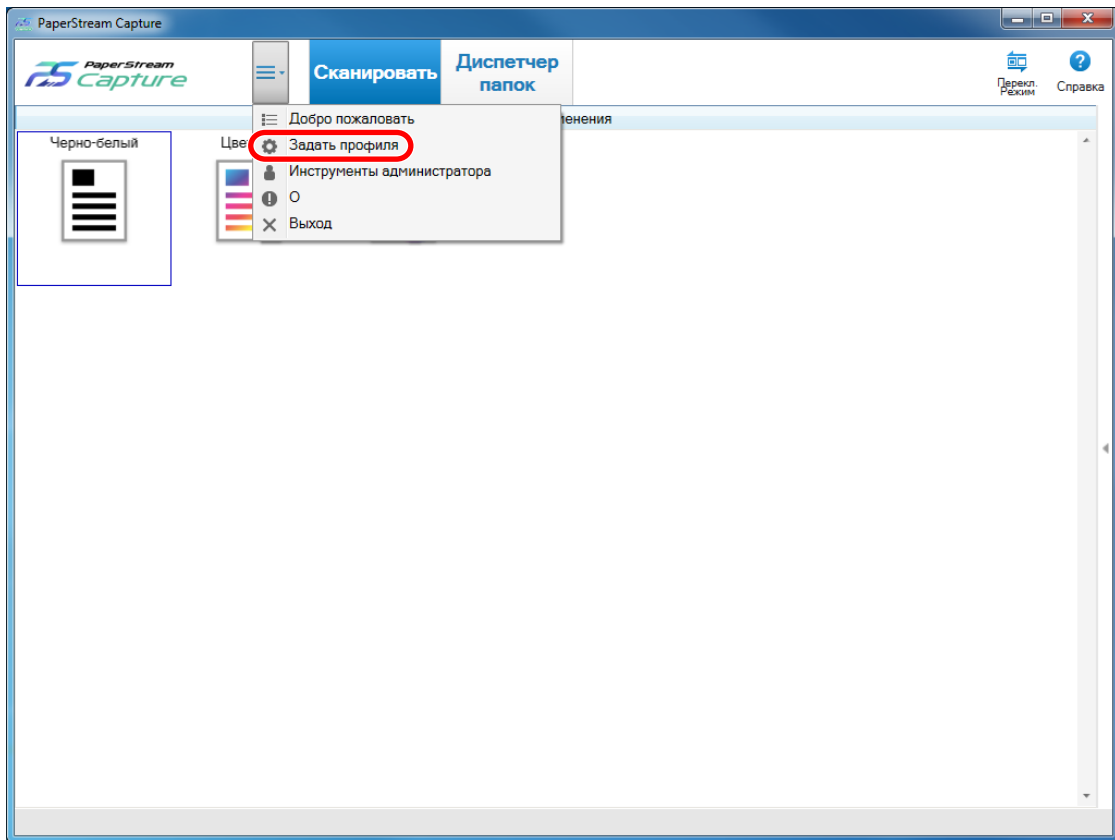 PaperStream Capture
PaperStream
Capture
Сканировать
Диспетчер
папок
Перекл.
Режим
Справка
Добро пожаловать
Задать профиля
Инструменты администратора
О
Выход
Черно-белый